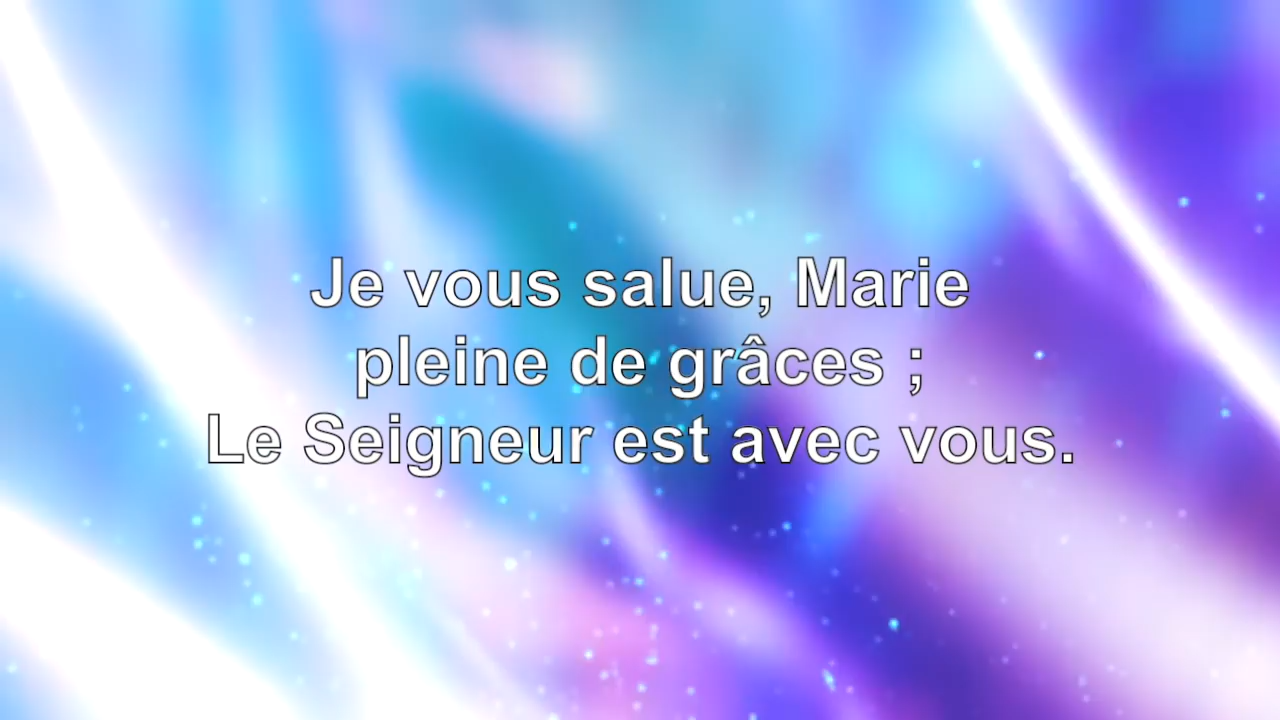 Je vous salue, Marie
pleine de grâces ;
Le Seigneur est avec vous.